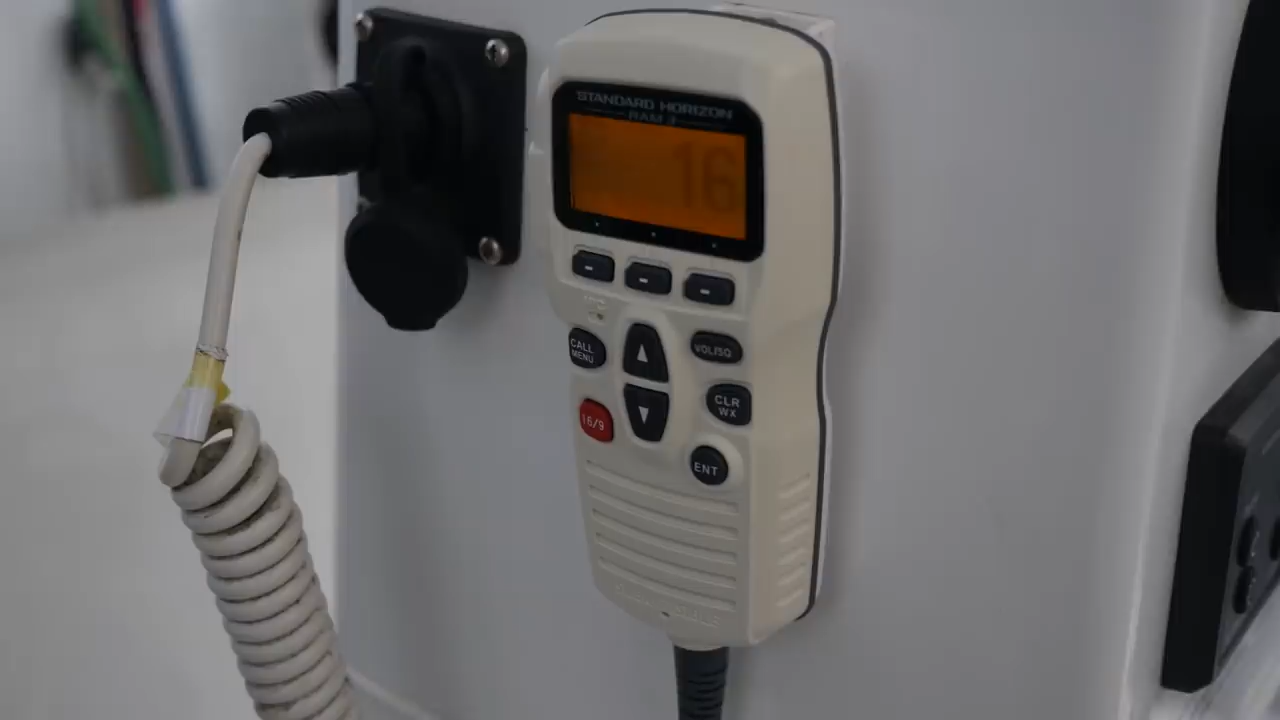 STANDARD HORIZON
RAM 3
16
CALL
MENU
VOL/SQ
16/9
CLR
WX
ENT